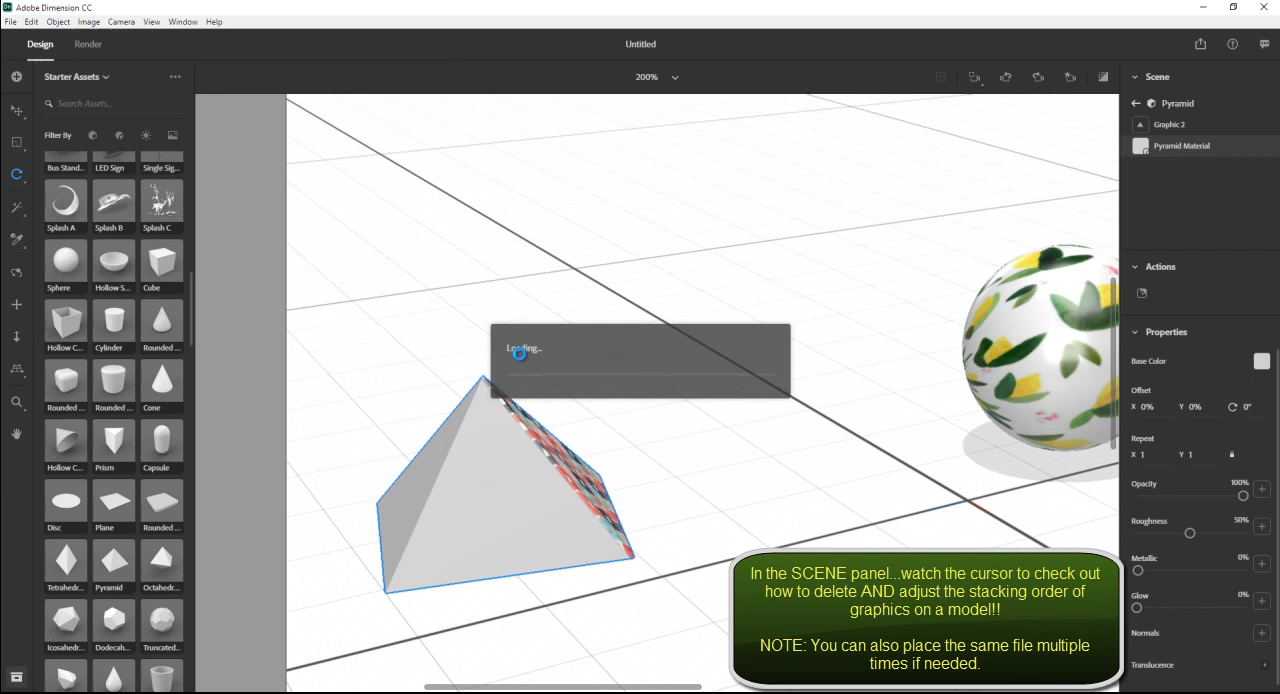 Adobe Dimension CC
File Edit Object Image Camera View Window Help
Design Render
Untitled
Starter Assets
200%
Search Assets...
Filter By
Bus Stand... LED Sign Single Sig...
Splash A Splash B Splash C
Sphere Hollow S... Cube
Hollow C... Cylinder Rounded ...
Rounded ... Rounded ... Cone
Hollow C... Prism Capsule
Disc Plane Rounded ...
Tetrahedr... Pyramid Octahedr...
Icosahedr... Dodecah... Truncated...
Loading...
In the SCENE panel...watch the cursor to check out
how to delete AND adjust the stacking order of
graphics on a model!!
NOTE: You can also place the same file multiple
times if needed.
Scene
Pyramid
Graphic 2
Pyramid Material
Actions
Properties
Base Color
Offset
X 0% Y 0% 0°
Repeat
X 1 Y 1
Opacity 100%
Roughness 50%
Metallic 0%
Glow 0%
Normals
Translucence